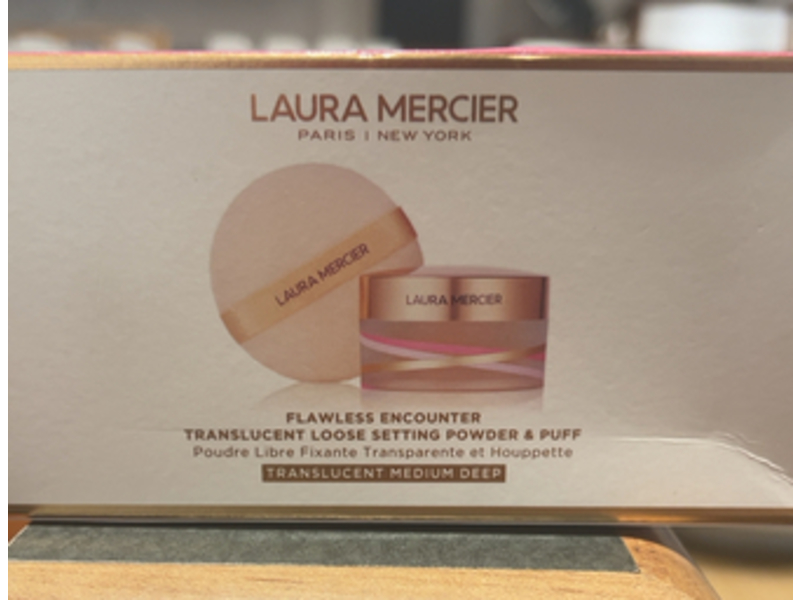 LAURA MERCIER
PARIS | NEW YORK
LAURA MERCIER
LAURA MERCIER
FLAWLESS ENCOUNTER
TRANSLUCENT LOOSE SETTING POWDER & PUFF
Poudre Libre Fixante Transparente et Houppette
TRANSLUCENT MEDIUM DEEP